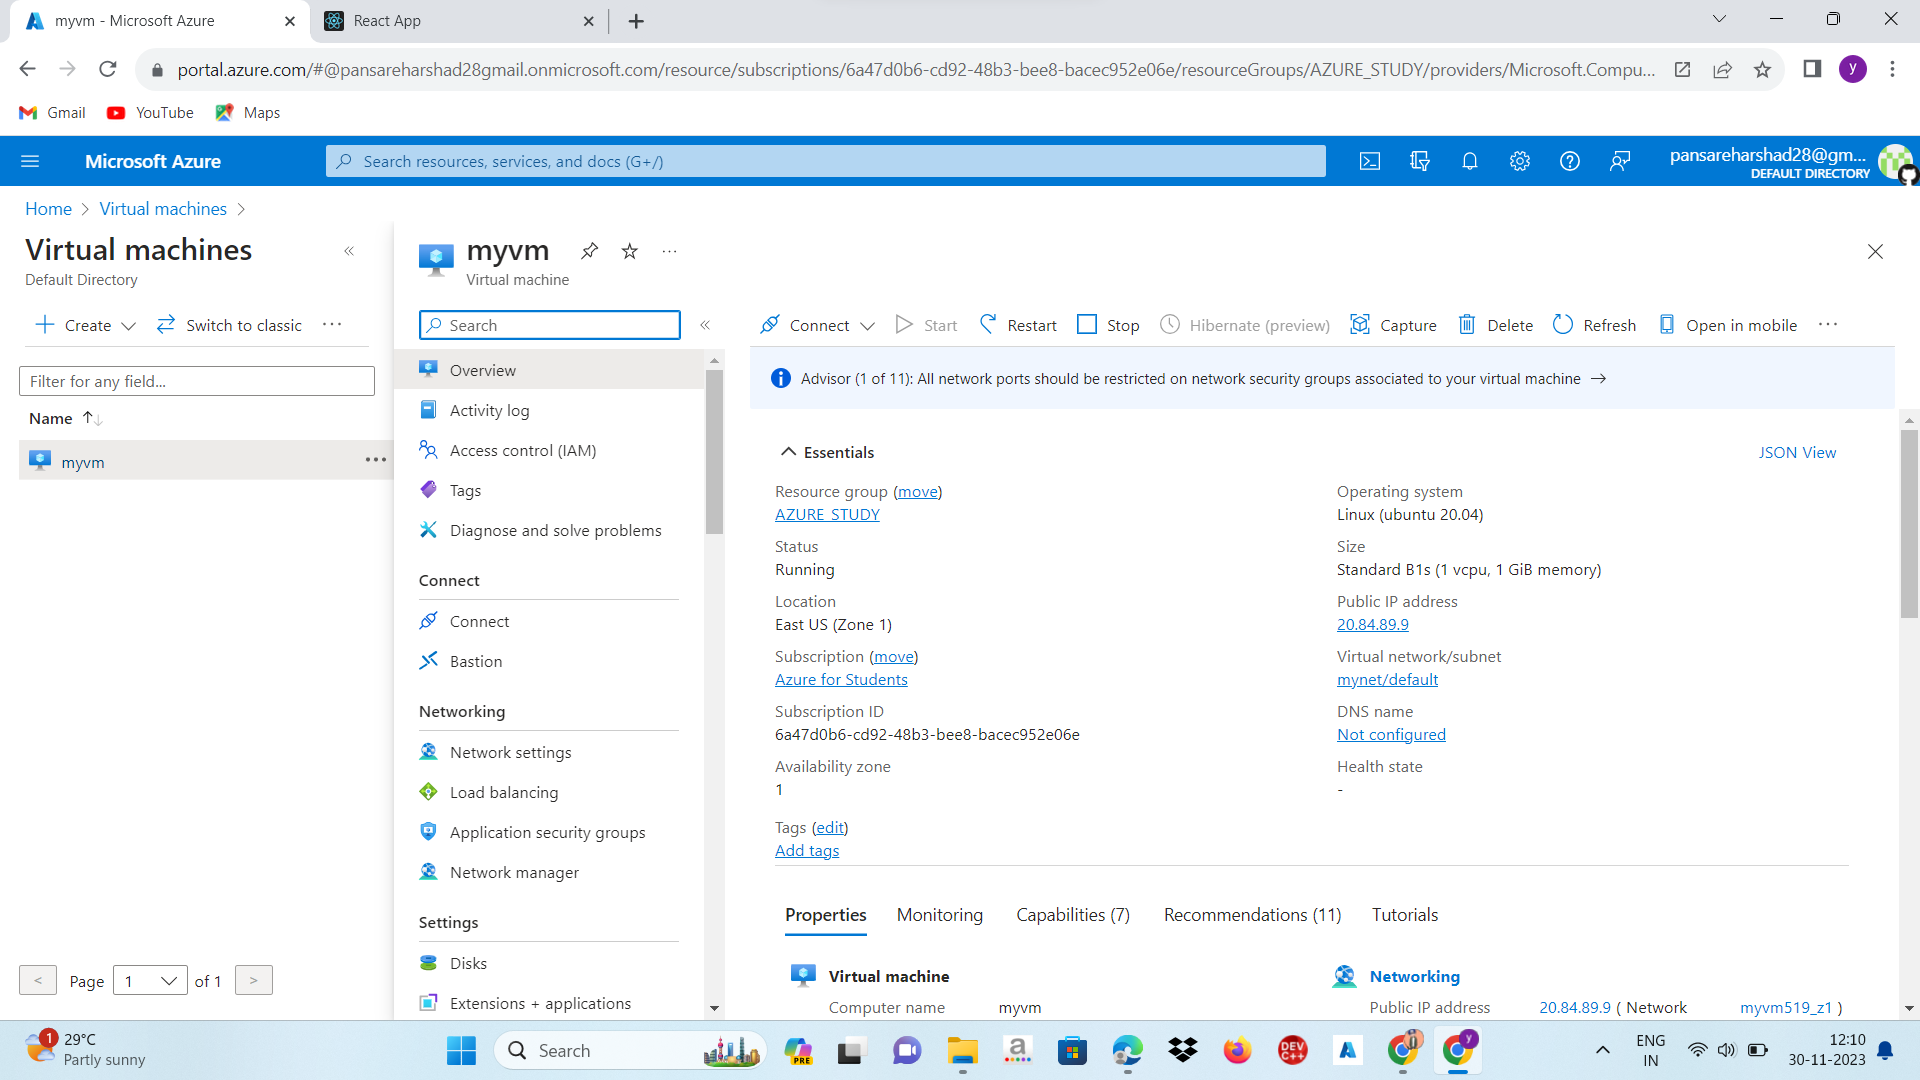 myvm - Microsoft Azure
React App
portal.azure.com/#@pansareharshad28gmail.onmicrosoft.com/resource/subscriptions/6a47d0b6-cd92-48b3-bee8-bacec952e06e/resourceGroups/AZURE_STUDY/providers/Microsoft.Compu...
y
Gmail
YouTube
Maps
Microsoft Azure
Search resources, services, and docs (G+/)
pansareharshad28@gm...
DEFAULT DIRECTORY
Home
Virtual machines
Virtual machines
Default Directory
Create
Switch to classic
Filter for any field...
Name
myvm
Page
1
of 1
myvm
Virtual machine
Search
Overview
Activity log
Access control (IAM)
Tags
Diagnose and solve problems
Connect
Connect
Bastion
Networking
Network settings
Load balancing
Application security groups
Network manager
Settings
Disks
Extensions + applications
Connect
Start
Restart
Stop
Hibernate (preview)
Capture
Delete
Refresh
Open in mobile
Advisor (1 of 11): All network ports should be restricted on network security groups associated to your virtual machine
Essentials
JSON View
Resource group (move)
AZURE_STUDY
Status
Running
Location
East US (Zone 1)
Subscription (move)
Azure for Students
Subscription ID
6a47d0b6-cd92-48b3-bee8-bacec952e06e
Availability zone
1
Operating system
Linux (ubuntu 20.04)
Size
Standard B1s (1 vcpu, 1 GiB memory)
Public IP address
20.84.89.9
Virtual network/subnet
mynet/default
DNS name
Not configured
Health state
-
Tags (edit)
Add tags
Properties
Monitoring
Capabilities (7)
Recommendations (11)
Tutorials
Virtual machine
Computer name
myvm
Networking
Public IP address
20.84.89.9 ( Network
myvm519_z1 )
1
29°C
Partly sunny
Search
PRE
a
DEV
C++
y
ENG
IN
12:10
30-11-2023